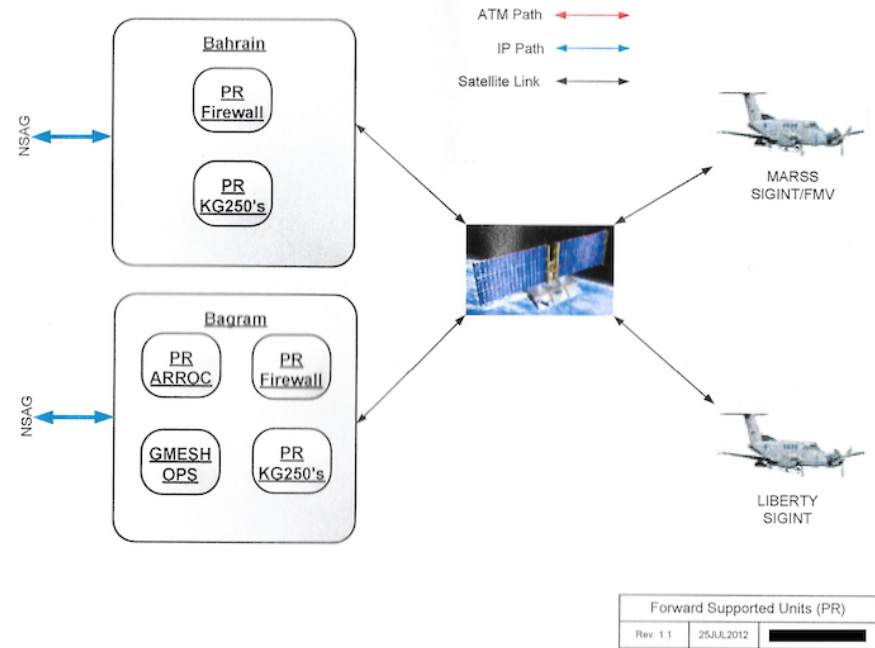 ATM Path
IP Path
Satellite Link
Bahrain
PR
Firewall
PR
KG250's
NSAG
MARSS
SIGINT/FMV
Bagram
PR
ARROC
PR
Firewall
GMESH
OPS
PR
KG250's
NSAG
LIBERTY
SIGINT
Forward Supported Units (PR)
Rev 1.1
25JUL2012